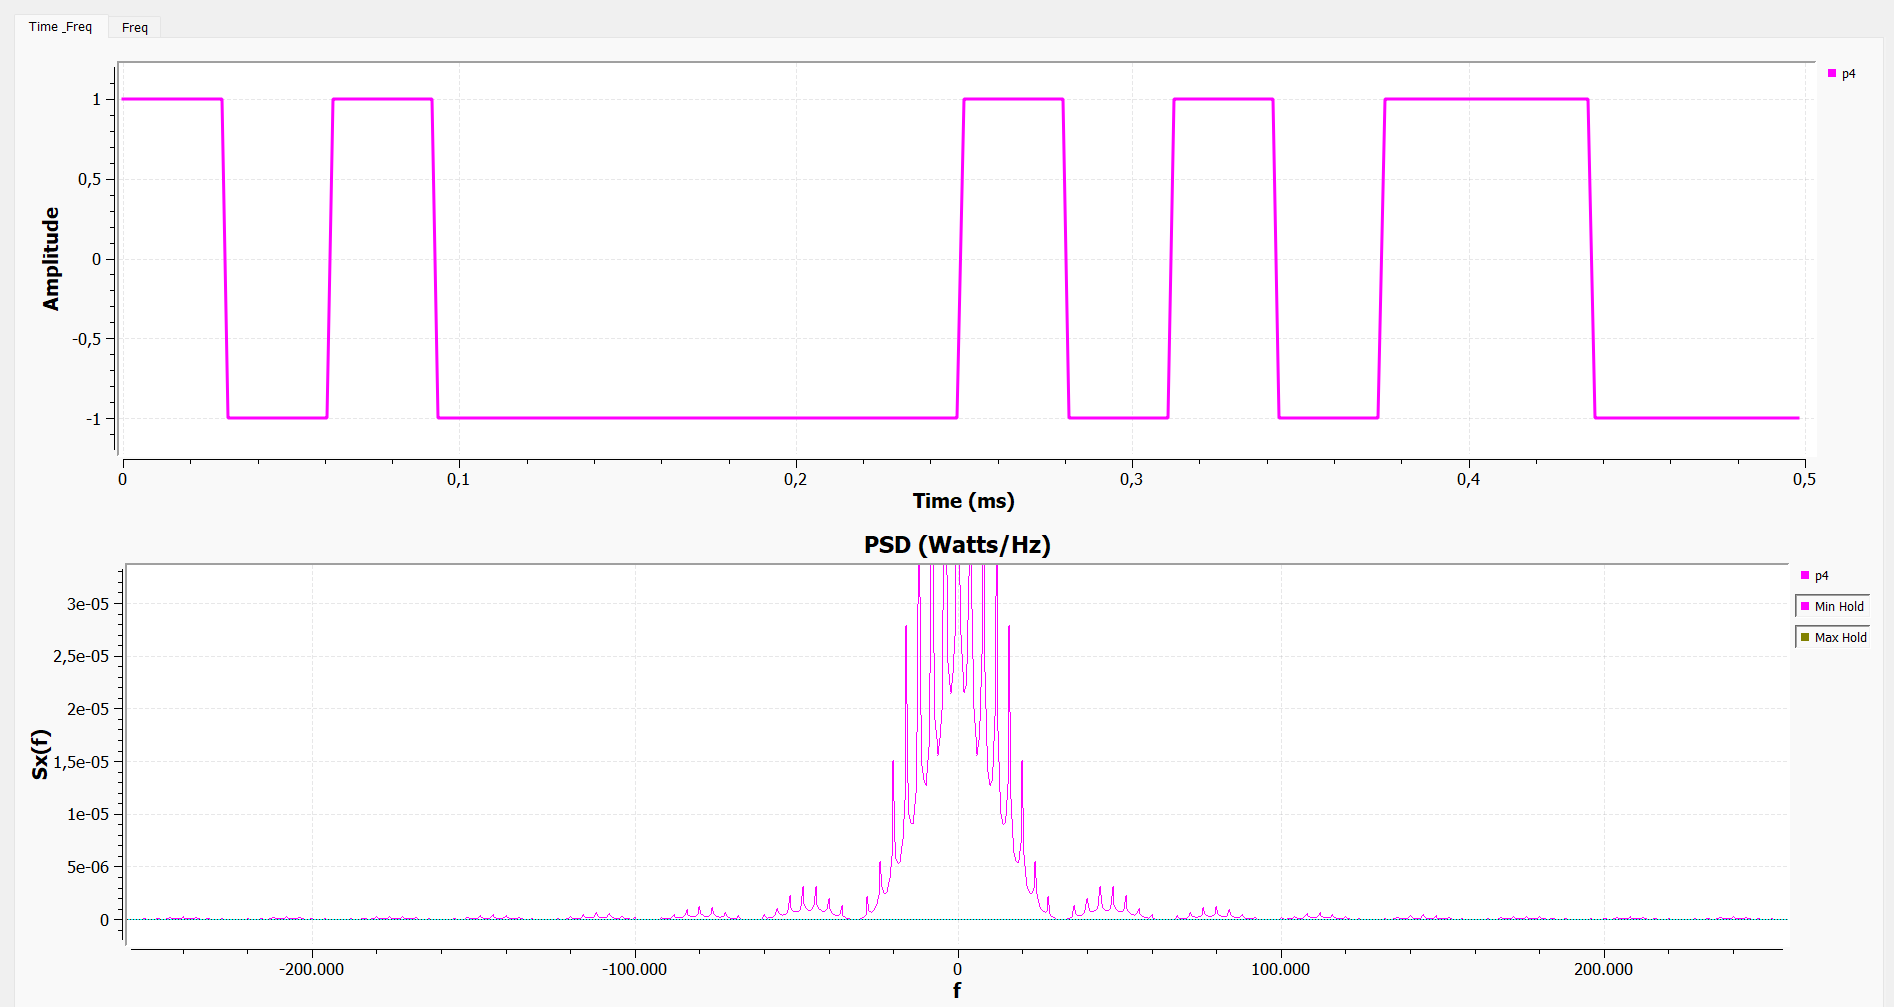 Time _Freq
Freq
p4
1
0,5
0
-0,5
-1
Amplitude
0
0,1
0,2
0,3
0,4
0,5
Time (ms)
PSD (Watts/Hz)
p4
Min Hold
Max Hold
3e-05
2,5e-05
2e-05
1,5e-05
1e-05
5e-06
0
Sx(f)
-200.000
-100.000
0
100.000
200.000
f